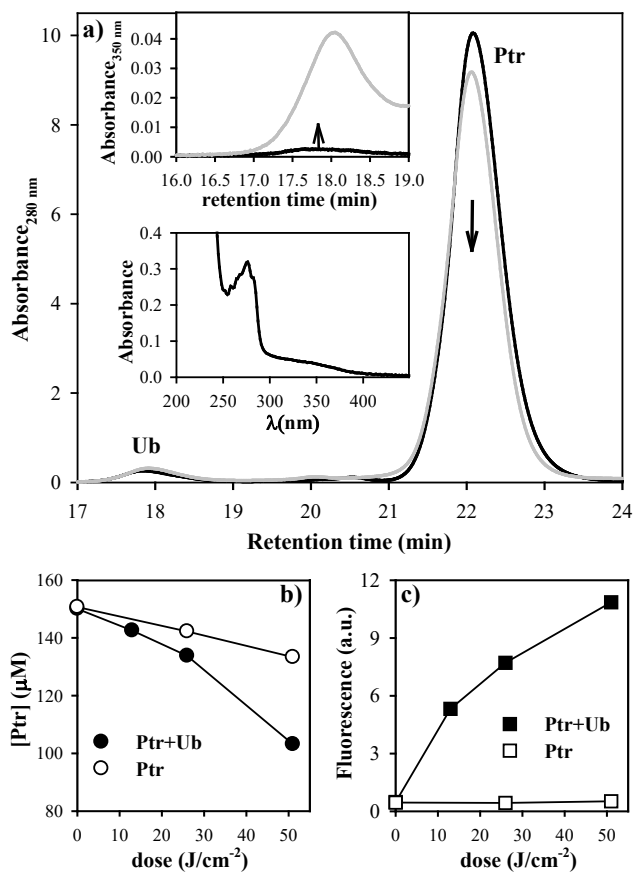 a)
Absorbance350 nm
0.04
0.03
0.02
0.01
0.00
16.0 16.5 17.0 17.5 18.0 18.5 19.0
retention time (min)
Absorbance
0.4
0.3
0.2
0.1
0.0
200 250 300 350 400
λ(nm)
Ptr
Ub
Absorbance280 nm
10
8
6
4
2
0
17 18 19 20 21 22 23 24
Retention time (min)
b)
[Ptr] (μM)
160
140
120
100
80
Ptr+Ub
Ptr
0 10 20 30 40 50
dose (J/cm-2)
c)
Fluorescence (a.u.)
12
9
6
3
0
Ptr+Ub
Ptr
0 10 20 30 40 50
dose (J/cm-2)